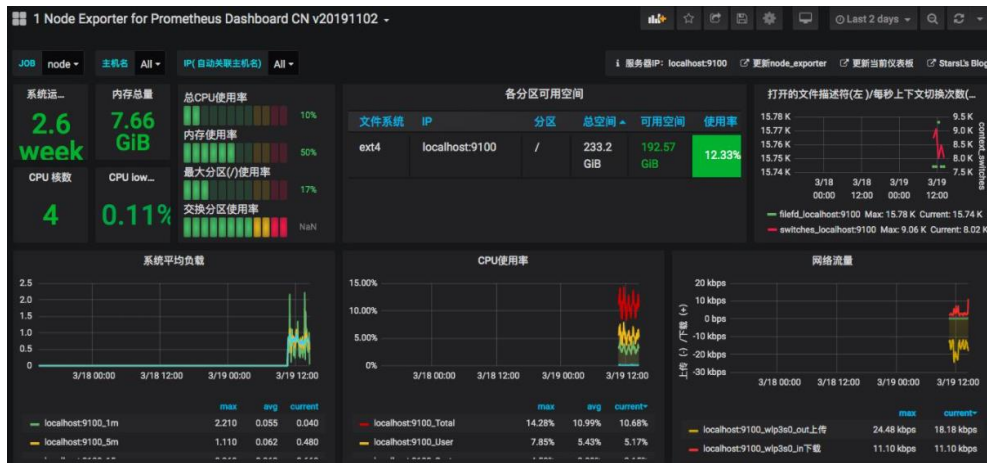 1 Node Exporter for Prometheus Dashboard CN v20191102
Last 2 days
JOB node 主机名 All IP(自动关联主机名) All
服务器IP: localhost:9100 更新node_exporter 更新当前仪表板 StarsL's Blog
系统运...
2.6 week
内存总量
7.66 GiB
CPU 核数
4
CPU Iow...
0.11%
总CPU使用率
10%
内存使用率
50%
最大分区(/)使用率
17%
交换分区使用率
NaN
各分区可用空间
文件系统 IP 分区 总空间 可用空间 使用率
ext4 localhost:9100 / 233.2 GiB 192.57 GiB 12.33%
打开的文件描述符(左)/每秒上下文切换次数(...
15.78 K 9.5 K
15.77 K 9.0 K
15.76 K 8.5 K
15.75 K 8.0 K
15.74 K 7.5 K
context_switches
3/18 00:00 3/18 12:00 3/19 00:00 3/19 12:00
filefd_localhost:9100 Max: 15.78 K Current: 15.74 K
switches_localhost:9100 Max: 9.06 K Current: 8.02 K
系统平均负载
2.5
2.0
1.5
1.0
0.5
0
3/18 00:00 3/18 12:00 3/19 00:00 3/19 12:00
max avg current
localhost:9100_1m 2.210 0.055 0.040
localhost:9100_5m 1.110 0.062 0.480
CPU使用率
15.00%
10.00%
5.00%
0%
3/18 00:00 3/18 12:00 3/19 00:00 3/19 12:00
max avg current
localhost:9100_Total 14.28% 10.99% 10.68%
localhost:9100_User 7.85% 5.43% 5.17%
网络流量
上传 (-) /下载 (+)
20 kbps
10 kbps
0 bps
-10 kbps
-20 kbps
-30 kbps
3/18 00:00 3/18 12:00 3/19 00:00 3/19 12:00
max current
localhost:9100_wlp3s0_out上传 24.48 kbps 18.18 kbps
localhost:9100_wlp3s0_in下载 11.10 kbps 11.10 kbps